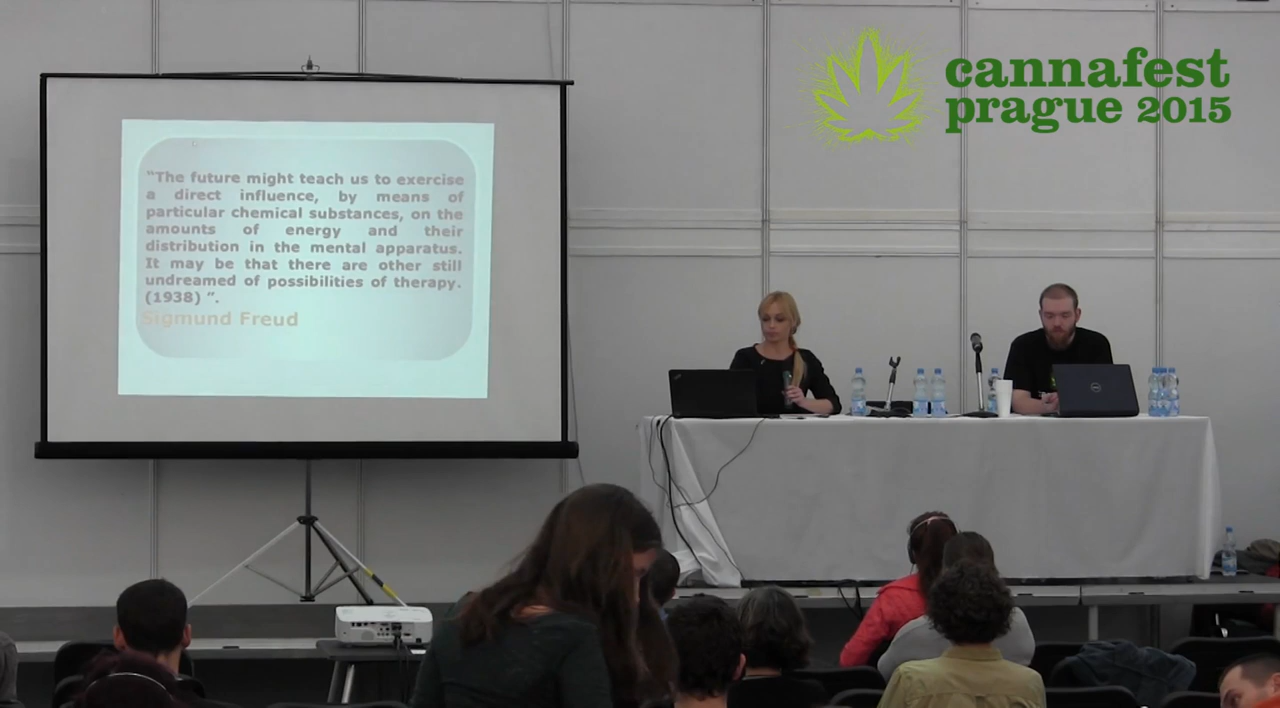 cannafest
prague 2015
"The future might teach us to exercise
a direct influence, by means of
particular chemical substances, on the
amounts of energy and their
distribution in the mental apparatus.
It may be that there are other still
undreamed of possibilities of therapy.
(1938) ".
Sigmund Freud
DELL